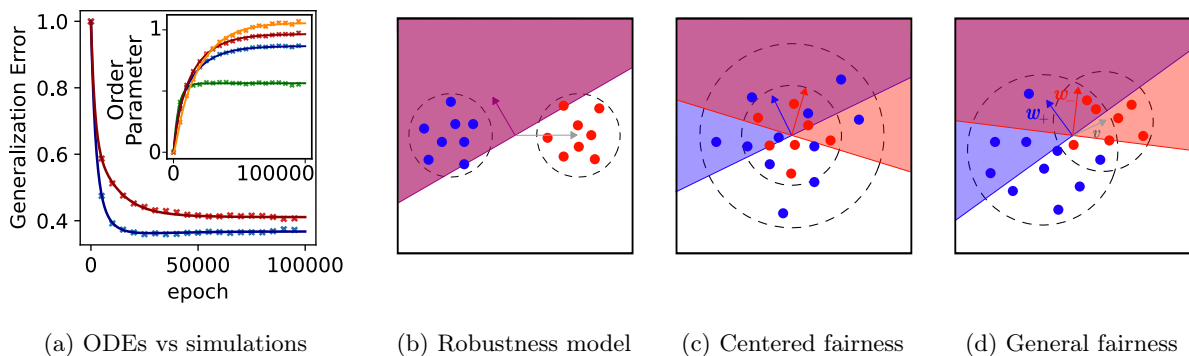 Generalization Error
1.0
0.8
0.6
0.4
0
50000
100000
epoch
Order
Parameter
1
0
0
100000
w₊
w₋
v
(a) ODEs vs simulations
(b) Robustness model
(c) Centered fairness
(d) General fairness